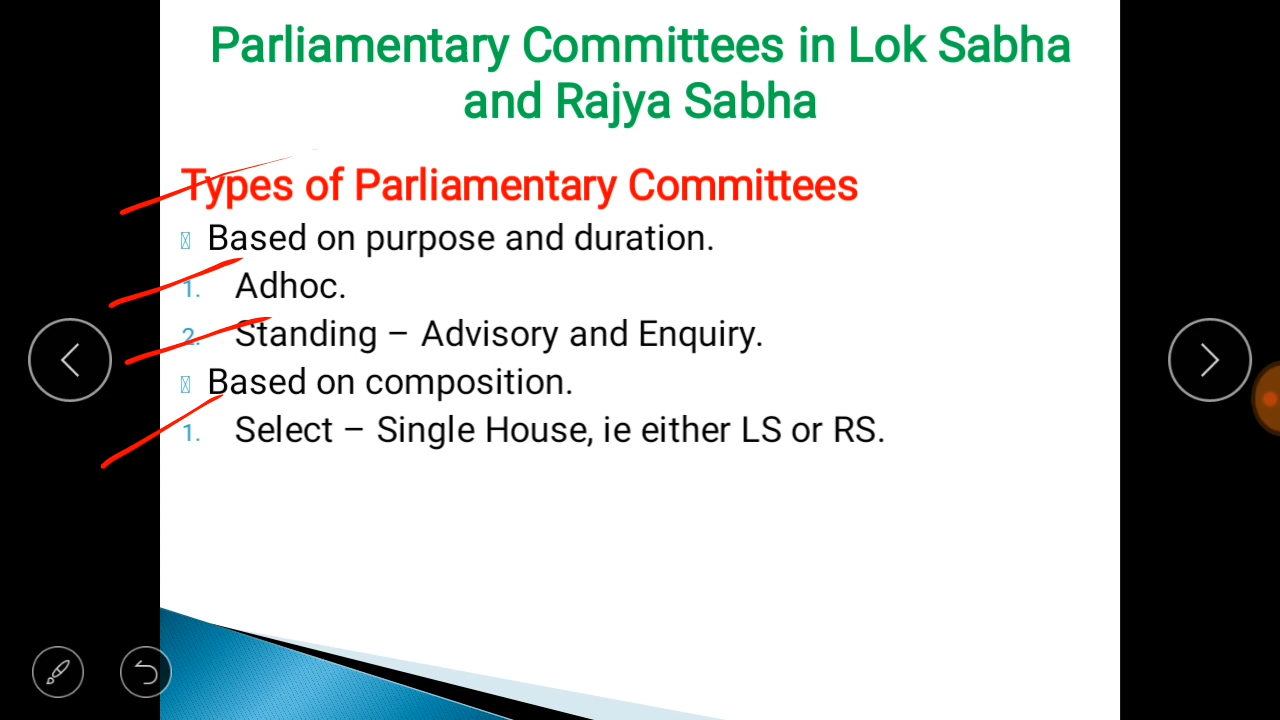 Parliamentary Committees in Lok Sabha
and Rajya Sabha
Types of Parliamentary Committees
Based on purpose and duration.
1. Adhoc.
2. Standing – Advisory and Enquiry.
Based on composition.
1. Select – Single House, ie either LS or RS.